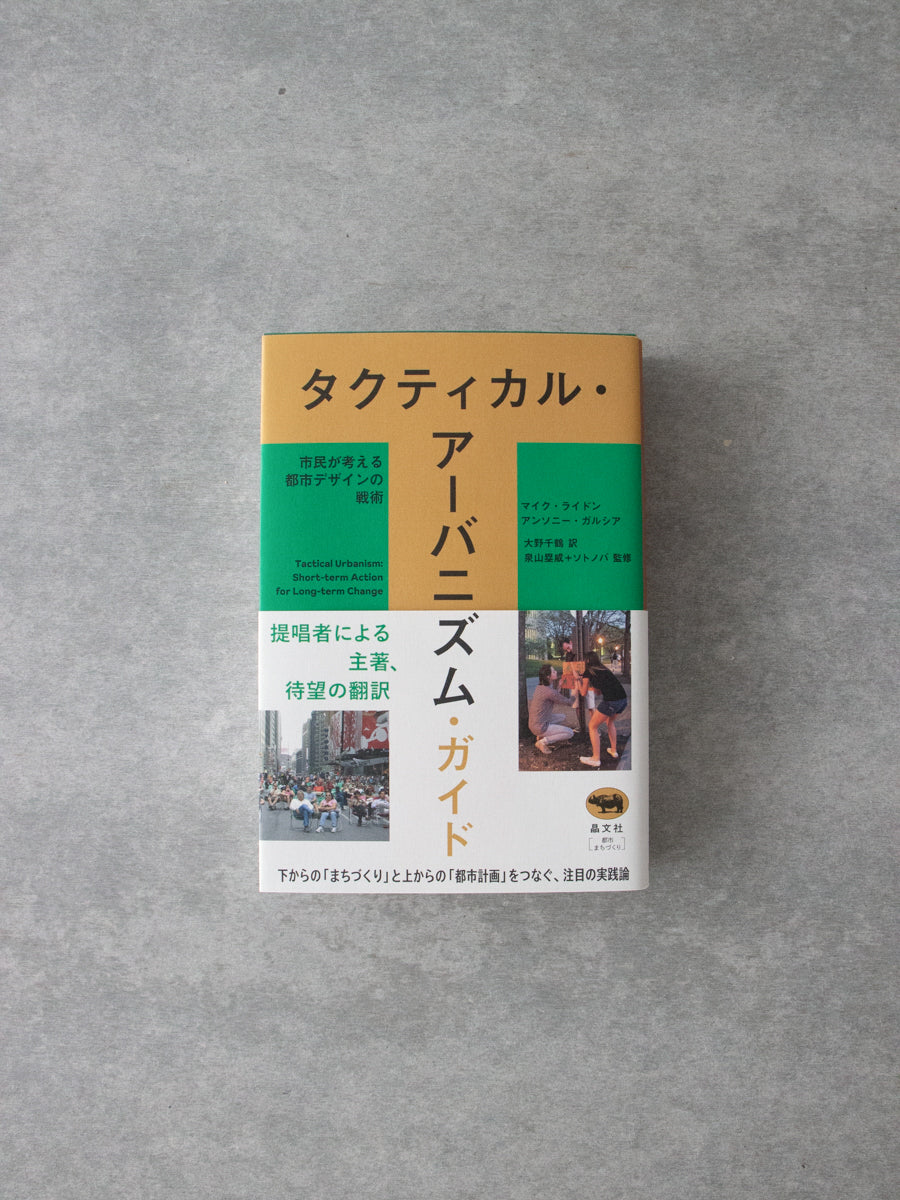 タクティカル・
アーバニズム・ガイド
市民が考える
都市デザインの
戦術
Tactical Urbanism:
Short-term Action
for Long-term Change
マイク・ライドン
アンソニー・ガルシア
大野千鶴 訳
泉山塁威+ソトノバ 監修
提唱者による
主著、
待望の翻訳
晶文社
都市
まちづくり
下からの「まちづくり」と上からの「都市計画」をつなぐ、注目の実践論